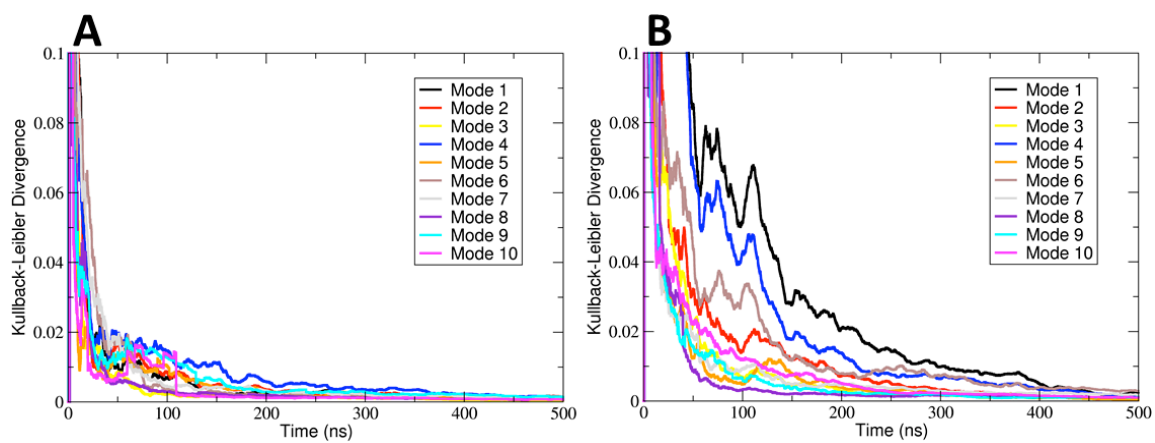 A
Kullback-Leibler Divergence
0.1
0.08
0.06
0.04
0.02
0
0 100 200 300 400 500
Time (ns)
Mode 1
Mode 2
Mode 3
Mode 4
Mode 5
Mode 6
Mode 7
Mode 8
Mode 9
Mode 10
B
Kullback-Leibler Divergence
0.1
0.08
0.06
0.04
0.02
0
0 100 200 300 400 500
Time (ns)
Mode 1
Mode 2
Mode 3
Mode 4
Mode 5
Mode 6
Mode 7
Mode 8
Mode 9
Mode 10